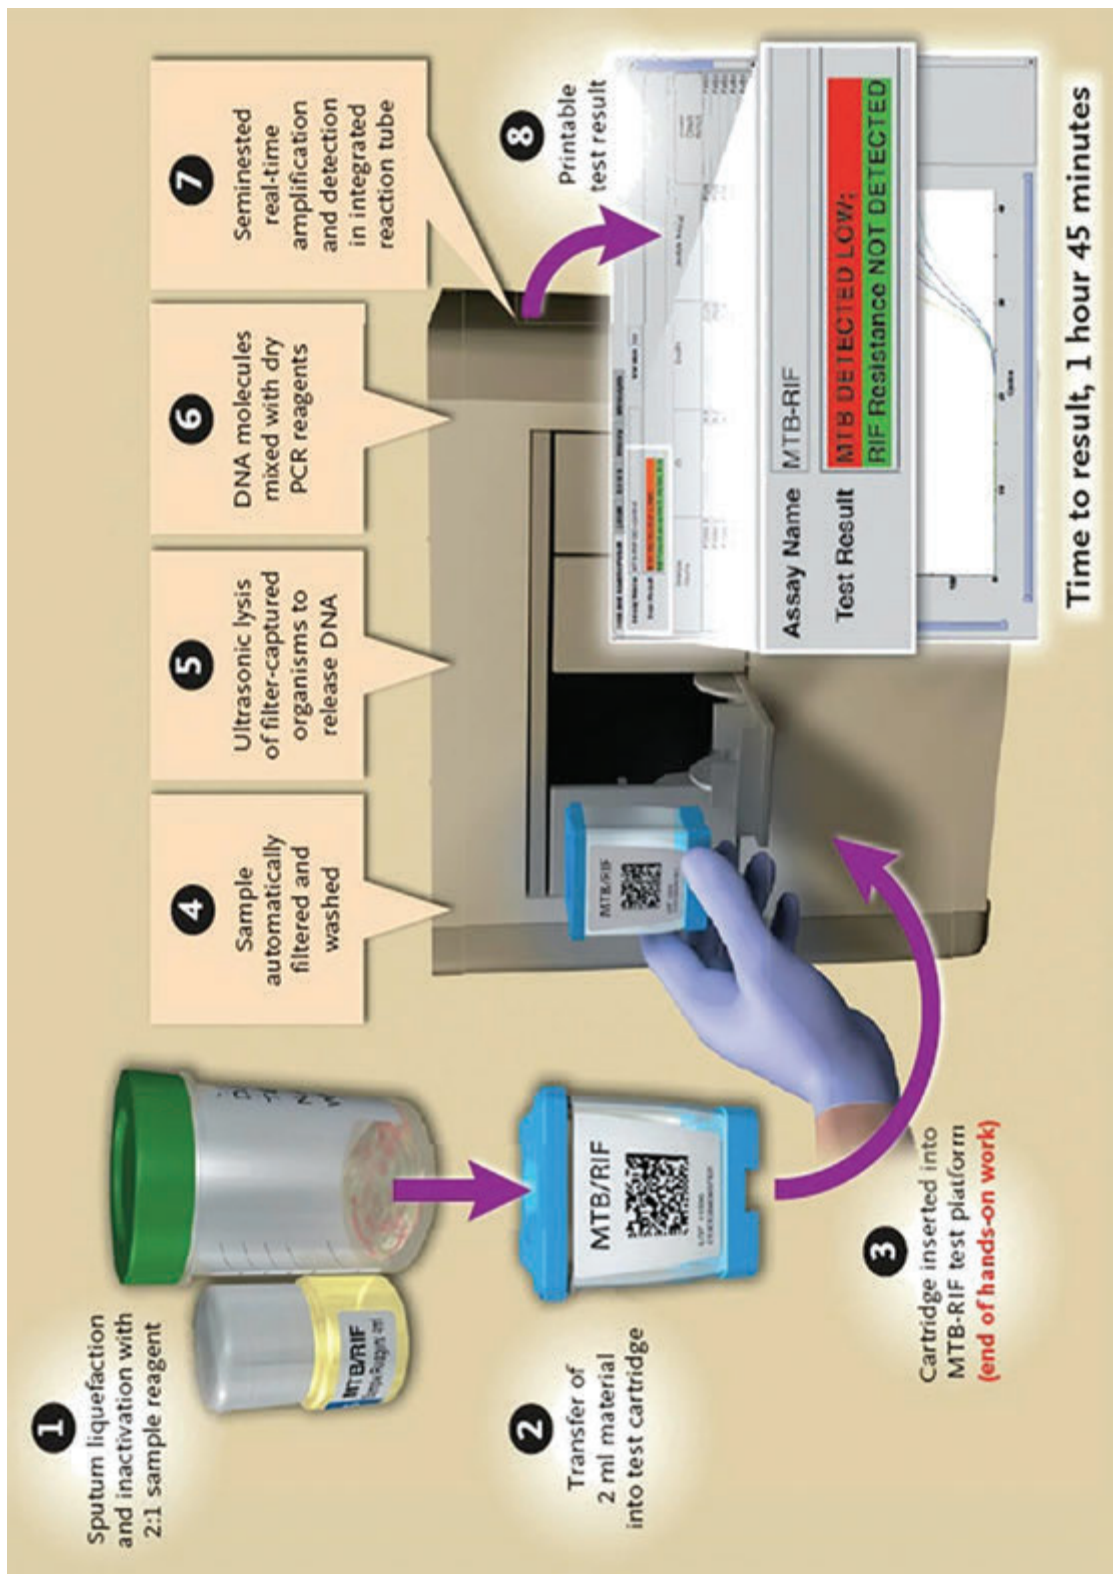 1
Sputum liquefaction
and inactivation with
2:1 sample reagent
MTB/RIF
2
Transfer of
2 ml material
into test cartridge
MTB/RIF
3
Cartridge inserted into
MTB-RIF test platform
(end of hands-on work)
MTB/RIF
4
Sample
automatically
filtered and
washed
5
Ultrasonic lysis
of filter-captured
organisms to
release DNA
6
DNA molecules
mixed with dry
PCR reagents
7
Seminested
real-time
amplification
and detection
in integrated
reaction tube
8
Printable
test result
Assay Name MTB-RIF
Test Result MTB DETECTED LOW;
RIF Resistance NOT DETECTED
Time to result, 1 hour 45 minutes